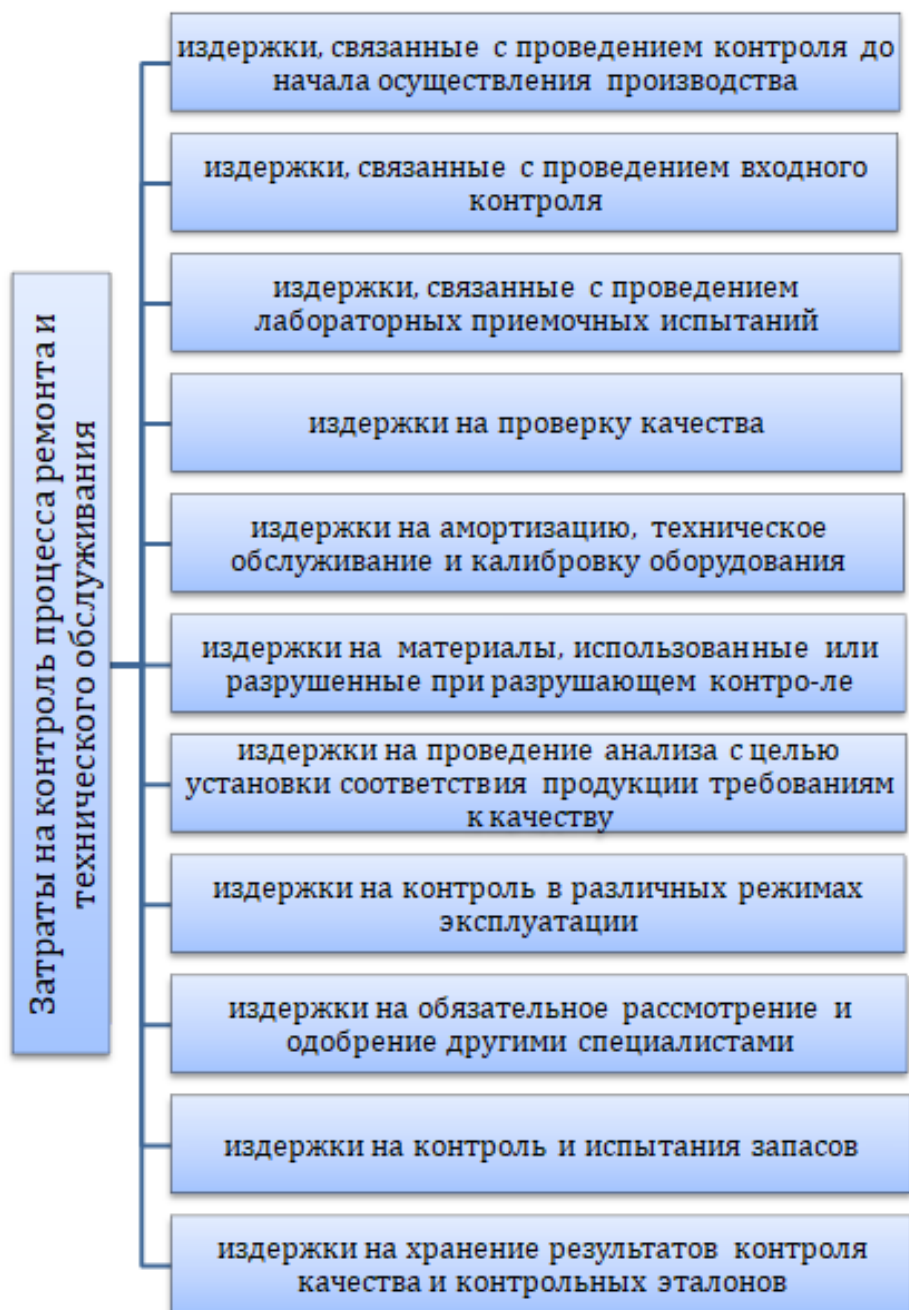 Затраты на контроль процесса ремонта и
технического обслуживания
издержки, связанные с проведением контроля до
начала осуществления производства
издержки, связанные с проведением входного
контроля
издержки, связанные с проведением
лабораторных приемочных испытаний
издержки на проверку качества
издержки на амортизацию, техническое
обслуживание и калибровку оборудования
издержки на материалы, использованные или
разрушенные при разрушающем контро-ле
издержки на проведение анализа с целью
установки соответствия продукции требованиям
к качеству
издержки на контроль в различных режимах
эксплуатации
издержки на обязательное рассмотрение и
одобрение другими специалистами
издержки на контроль и испытания запасов
издержки на хранение результатов контроля
качества и контрольных эталонов